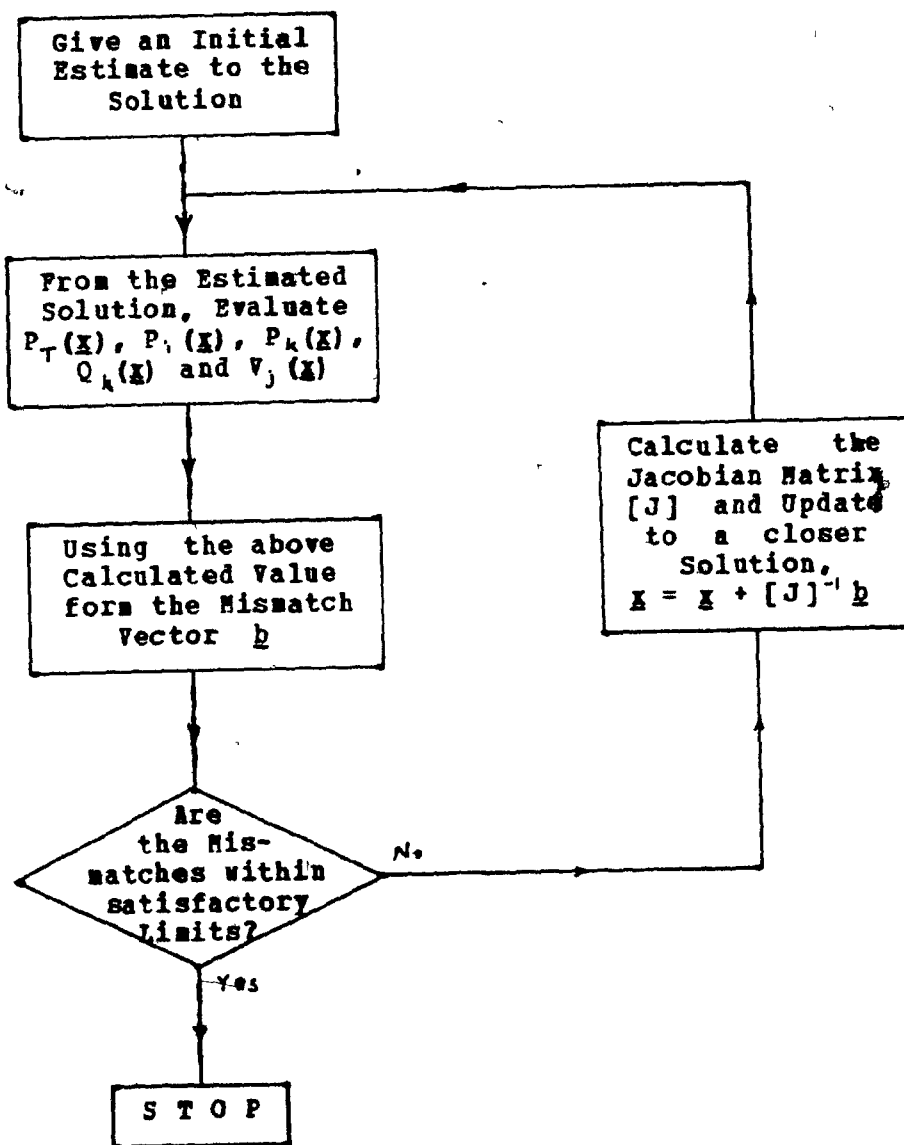 Give an Initial
Estimate to the
Solution
From the Estimated
Solution, Evaluate
P_T(x), P_i(x), P_k(x),
Q_k(x) and V_j(x)
Using the above
Calculated Value
form the Mismatch
Vector b
Are
the Mis-
matches within
satisfactory
Limits?
No
Yes
S T O P
Calculate the
Jacobian Matrix
[J] and Update
to a closer
Solution,
x = x + [J]^-1 b